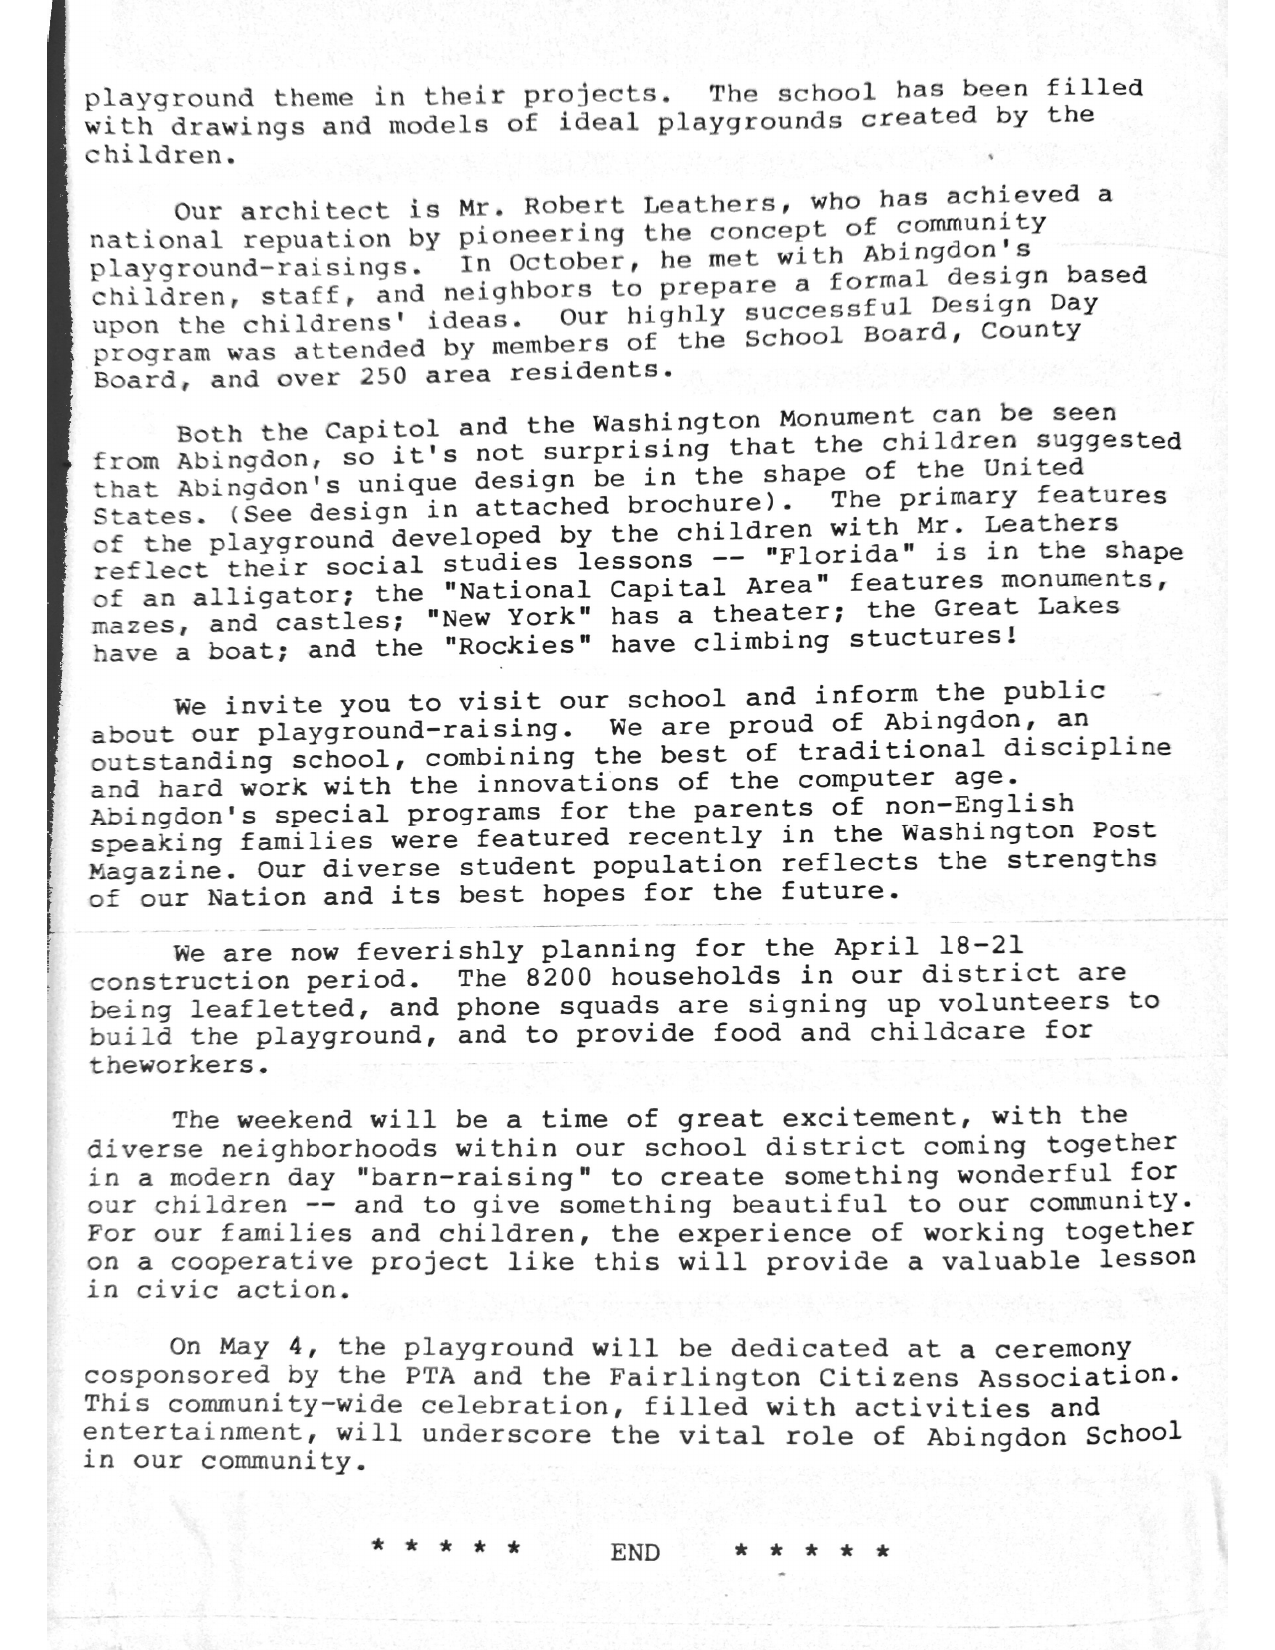 playground theme in their projects. The school has been filled
with drawings and models of ideal playgrounds created by the
children.
Our architect is Mr. Robert Leathers, who has achieved a
national repuation by pioneering the concept of community
playground-raisings. In October, he met with Abingdon's
children, staff, and neighbors to prepare a formal design based
upon the childrens' ideas. Our highly successful Design Day
program was attended by members of the School Board, County
Board, and over 250 area residents.
Both the Capitol and the Washington Monument can be seen
from Abingdon, so it's not surprising that the children suggested
that Abingdon's unique design be in the shape of the United
States. (See design in attached brochure). The primary features
of the playground developed by the children with Mr. Leathers
reflect their social studies lessons -- "Florida" is in the shape
of an alligator; the "National Capital Area" features monuments,
mazes, and castles; "New York" has a theater; the Great Lakes
have a boat; and the "Rockies" have climbing stuctures!
We invite you to visit our school and inform the public
about our playground-raising. We are proud of Abingdon, an
outstanding school, combining the best of traditional discipline
and hard work with the innovations of the computer age.
Abingdon's special programs for the parents of non-English
speaking families were featured recently in the Washington Post
Magazine. Our diverse student population reflects the strengths
of our Nation and its best hopes for the future.
We are now feverishly planning for the April 18-21
construction period. The 8200 households in our district are
being leafletted, and phone squads are signing up volunteers to
build the playground, and to provide food and childcare for
theworkers.
The weekend will be a time of great excitement, with the
diverse neighborhoods within our school district coming together
in a modern day "barn-raising" to create something wonderful for
our children -- and to give something beautiful to our community.
For our families and children, the experience of working together
on a cooperative project like this will provide a valuable lesson
in civic action.
On May 4, the playground will be dedicated at a ceremony
cosponsored by the PTA and the Fairlington Citizens Association.
This community-wide celebration, filled with activities and
entertainment, will underscore the vital role of Abingdon School
in our community.
* * * * * END * * * * *